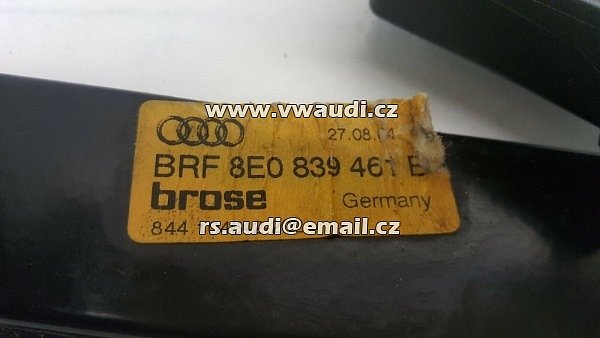 www.vwaudi.cz
27.08.04
BRF 8E0 839 461 B
brose Germany
844
rs.audi@email.cz